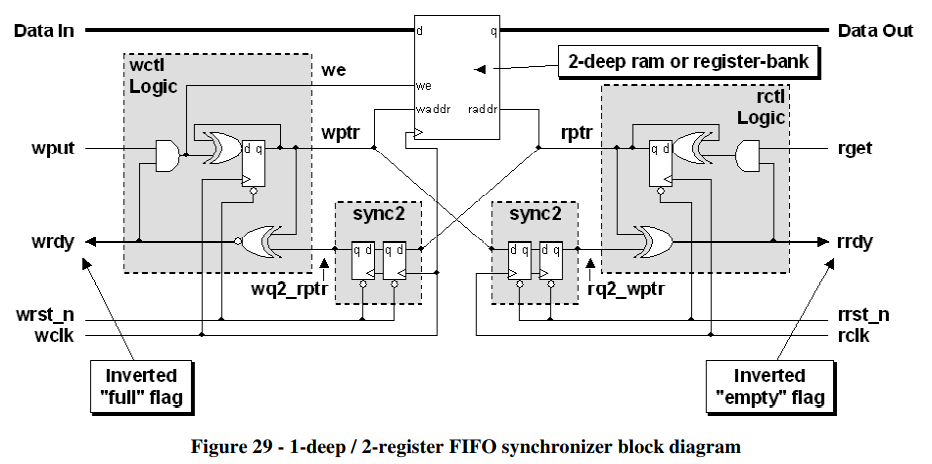 Data In
d
q
Data Out
2-deep ram or register-bank
wctl
Logic
we
we
waddr
raddr
rctl
Logic
wput
d q
wptr
rptr
q d
rget
sync2
sync2
wrdy
q d
q d
d q
d q
rrdy
wq2_rptr
rq2_wptr
wrst_n
rrst_n
wclk
rclk
Inverted
"full" flag
Inverted
"empty" flag
Figure 29 - 1-deep / 2-register FIFO synchronizer block diagram